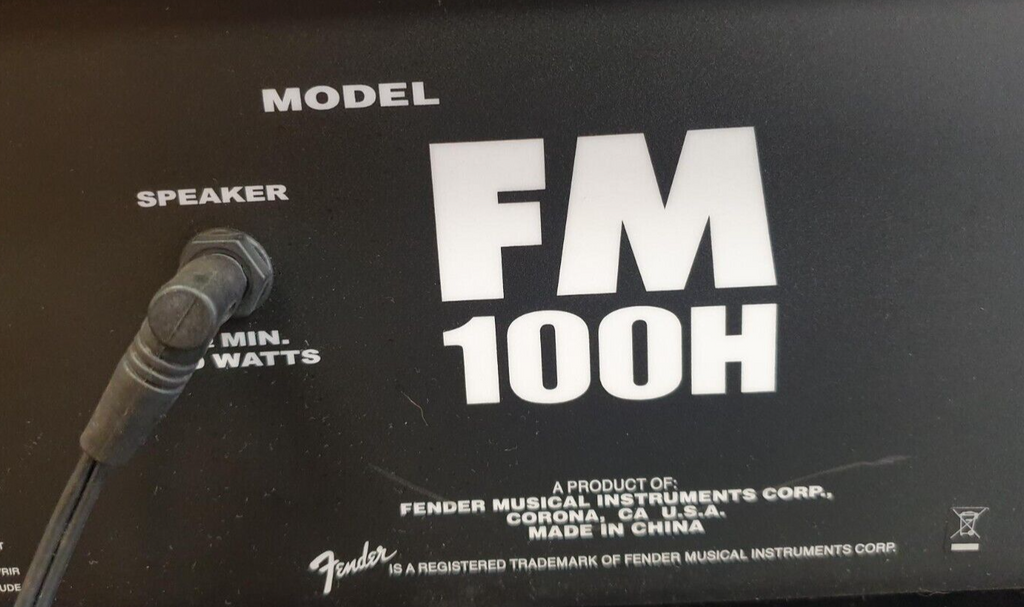 MODEL
FM
100H
SPEAKER
MIN.
WATTS
A PRODUCT OF:
FENDER MUSICAL INSTRUMENTS CORP.,
CORONA, CA U.S.A.
MADE IN CHINA
Fender IS A REGISTERED TRADEMARK OF FENDER MUSICAL INSTRUMENTS CORP.